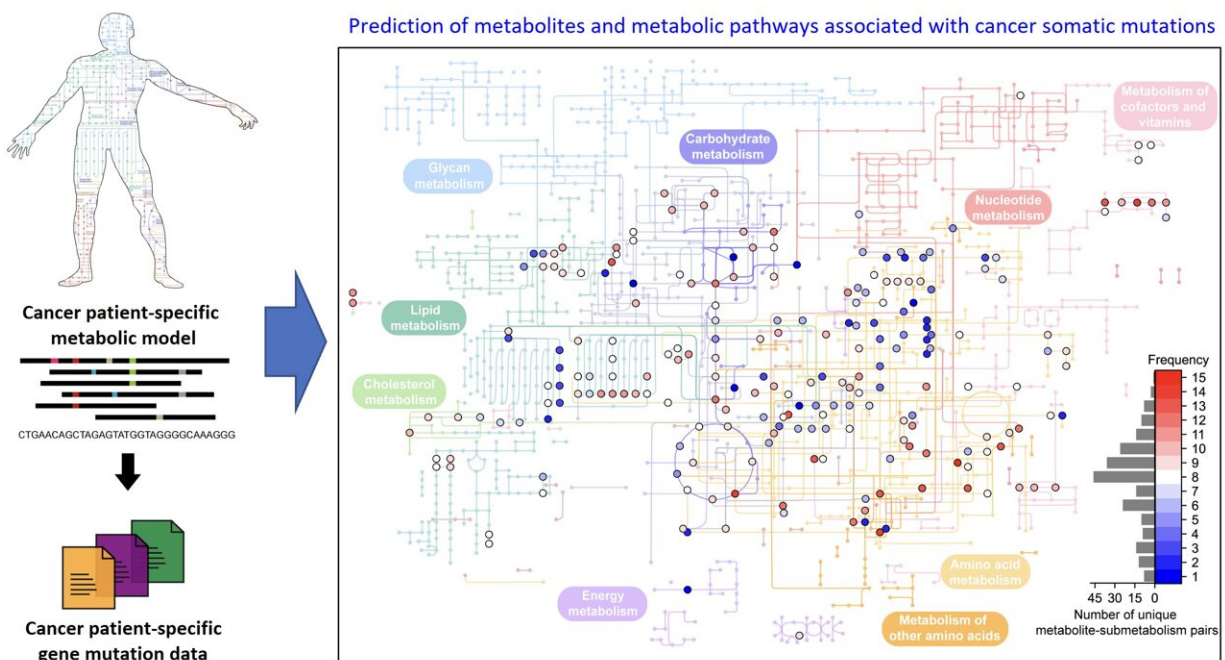 Prediction of metabolites and metabolic pathways associated with cancer somatic mutations
Cancer patient-specific
metabolic model
CTGAACAGCTAGAGTATGGTAGGGGCAAAGGG
Cancer patient-specific
gene mutation data
Metabolism of
cofactors and
vitamins
Carbohydrate
metabolism
Glycan
metabolism
Nucleotide
metabolism
Lipid
metabolism
Cholesterol
metabolism
Energy
metabolism
Amino acid
metabolism
Metabolism of
other amino acids
Frequency
15
14
13
12
11
10
9
8
7
6
5
4
3
2
1
45 30 15 0
Number of unique
metabolite-submetabolism pairs